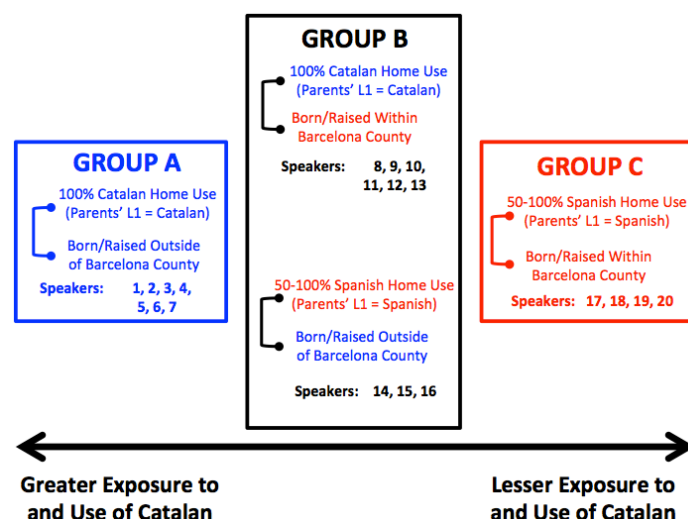 GROUP A
100% Catalan Home Use
(Parents' L1 = Catalan)
Born/Raised Outside
of Barcelona County
Speakers: 1, 2, 3, 4,
5, 6, 7
GROUP B
100% Catalan Home Use
(Parents' L1 = Catalan)
Born/Raised Within
Barcelona County
Speakers: 8, 9, 10,
11, 12, 13
50-100% Spanish Home Use
(Parents' L1 = Spanish)
Born/Raised Outside
of Barcelona County
Speakers: 14, 15, 16
GROUP C
50-100% Spanish Home Use
(Parents' L1 = Spanish)
Born/Raised Within
Barcelona County
Speakers: 17, 18, 19, 20
Greater Exposure to
and Use of Catalan
Lesser Exposure to
and Use of Catalan